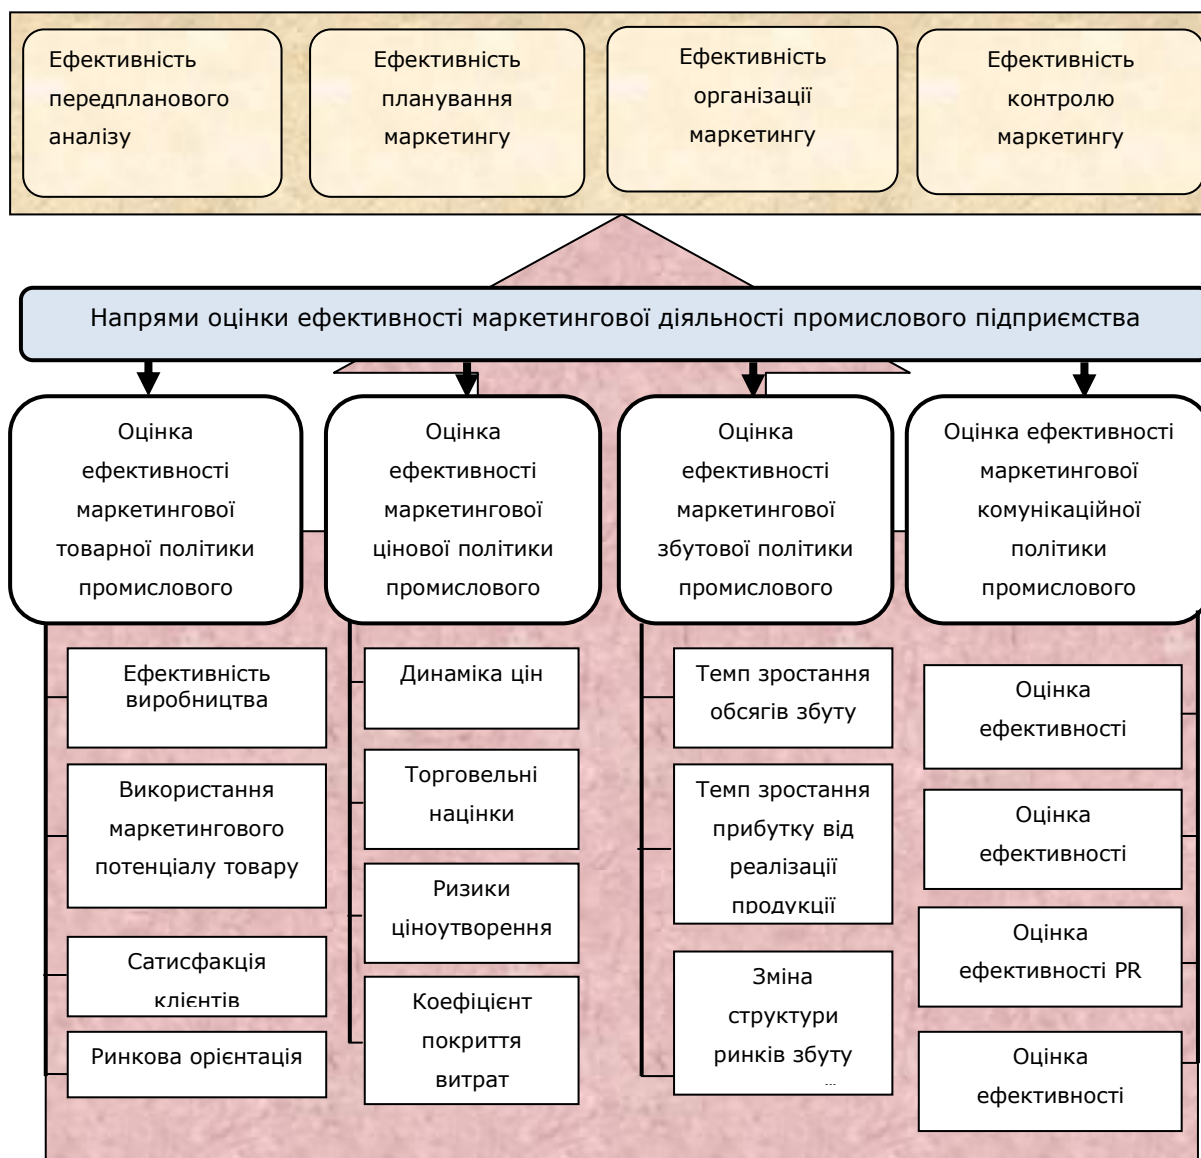 Ефективність
передпланового
аналізу
Ефективність
планування
маркетингу
Ефективність
організації
маркетингу
Ефективність
контролю
маркетингу
Напрями оцінки ефективності маркетингової діяльності промислового підприємства
Оцінка
ефективності
маркетингової
товарної політики
промислового
Оцінка
ефективності
маркетингової
цінової політики
промислового
Оцінка
ефективності
маркетингової
збутової політики
промислового
Оцінка ефективності
маркетингової
комунікаційної
політики
промислового
Ефективність
виробництва
Використання
маркетингового
потенціалу товару
Сатисфакція
клієнтів
Ринкова орієнтація
Динаміка цін
Торговельні
націнки
Ризики
ціноутворення
Коефіцієнт
покриття
витрат
Темп зростання
обсягів збуту
Темп зростання
прибутку від
реалізації
продукції
Зміна
структури
ринків збуту
Оцінка
ефективності
Оцінка
ефективності
Оцінка
ефективності PR
Оцінка
ефективності